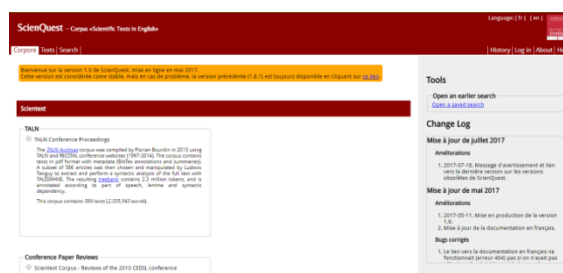 Language: [ fr ] [ en ]
ScienQuest - Corpus «Scientific Texts in English»
Corpora Texts | Search |
| History | Log in | About |
Bienvenue sur la version 1.9 de ScienQuest, mise en ligne en mai 2017.
Cette version est considérée comme stable, mais en cas de problème, la version précédente (1.8.1) est toujours disponible en cliquant sur ce lien.
Scientext
TALN
TALN Conference Proceedings
The TALN Archives corpus was compiled by Florian Boudin in 2013 using
TALN and RECITAL conference websites (1997-2014). The corpus contains
texts in pdf format with metadata (BibTex annotations and summaries).
A subset of 586 articles was then chosen and manipulated by Ludovic
Tanguy to extract and perform a syntactic analysis of the full text with
TALISMANE. The resulting treebank contains 2,3 million tokens, and is
annotated according to part of speech, lemma and syntactic
dependency.
This corpus contains 586 texts (2,335,943 words).
Conference Paper Reviews
Scientext Corpus - Reviews of the 2010 CEDIL conference
Tools
Open an earlier search
Open a saved search
Change Log
Mise à jour de juillet 2017
Améliorations
1. 2017-07-18. Message d'avertissement et lien
vers la dernière version sur les versions
obsolètes de ScienQuest.
Mise à jour de mai 2017
Améliorations
1. 2017-05-11. Mise en production de la version
1.9.
2. Mise à jour de la documentation en français.
Bugs corrigés
1. Le lien vers la documentation en français ne
fonctionnait (erreur 404) pas si on n'avait pas